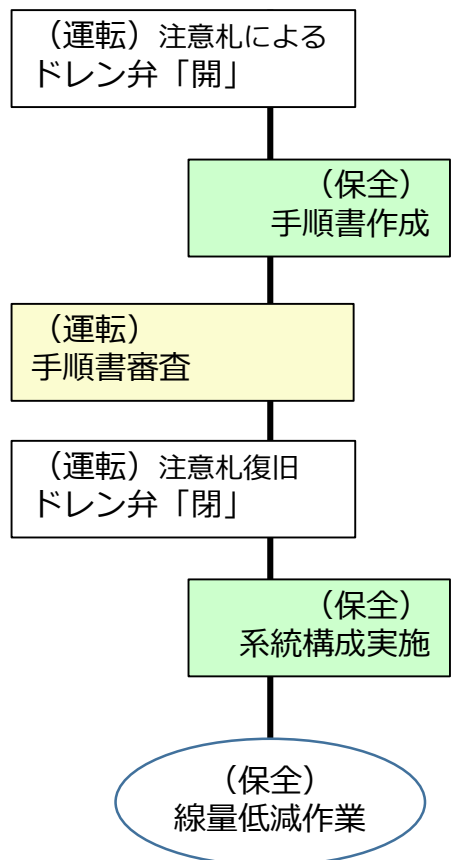 （運転）注意札による
ドレン弁「開」
（保全）
手順書作成
（運転）
手順書審査
（運転）注意札復旧
ドレン弁「閉」
（保全）
系統構成実施
（保全）
線量低減作業